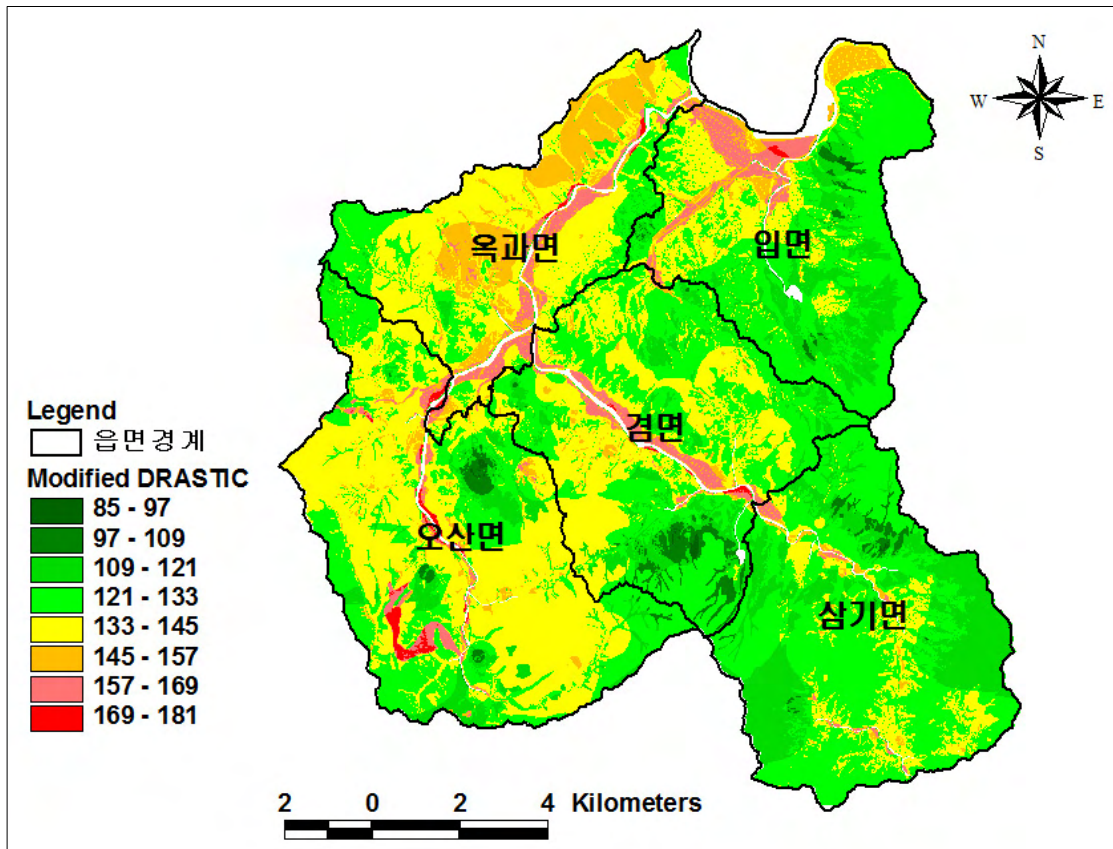 N
W E
S
옥과면
입면
겸면
오산면
삼기면
Legend
읍면경계
Modified DRASTIC
85 - 97
97 - 109
109 - 121
121 - 133
133 - 145
145 - 157
157 - 169
169 - 181
2 0 2 4 Kilometers